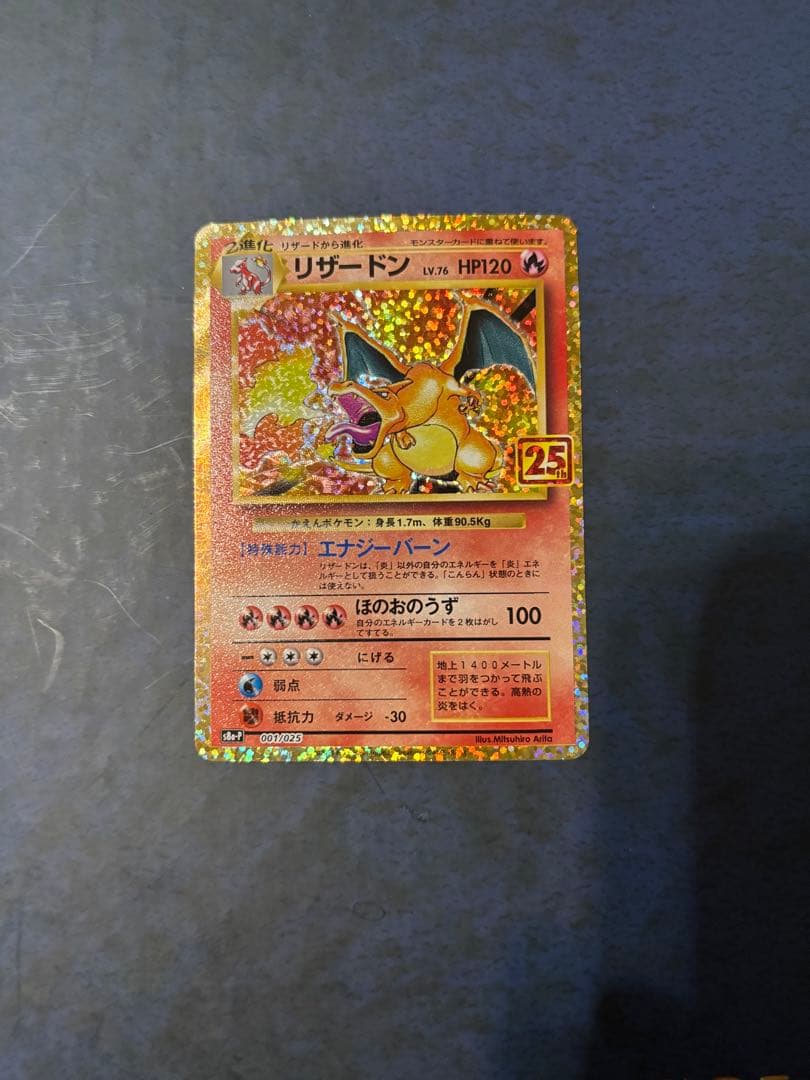 2進化 リザードから進化 モンスターカードに重ねて使います。
リザードン LV.76 HP120
25th
かえんポケモン：身長1.7m、体重90.5Kg
【特殊能力】エナジーバーン
リザードンは、「炎」以外の自分のエネルギーを「炎」エネ
ルギーとして扱うことができる。「こんらん」状態のときに
は使えない。
ほのおのうず 100
自分のエネルギーカードを2枚はがし
てすてる。
にげる
弱点
抵抗力 ダメージ -30
地上1400メートル
まで羽をつかって飛ぶ
ことができる。高熱の
炎をはく。
s8a-P 001/025
Illus.Mitsuhiro Arita